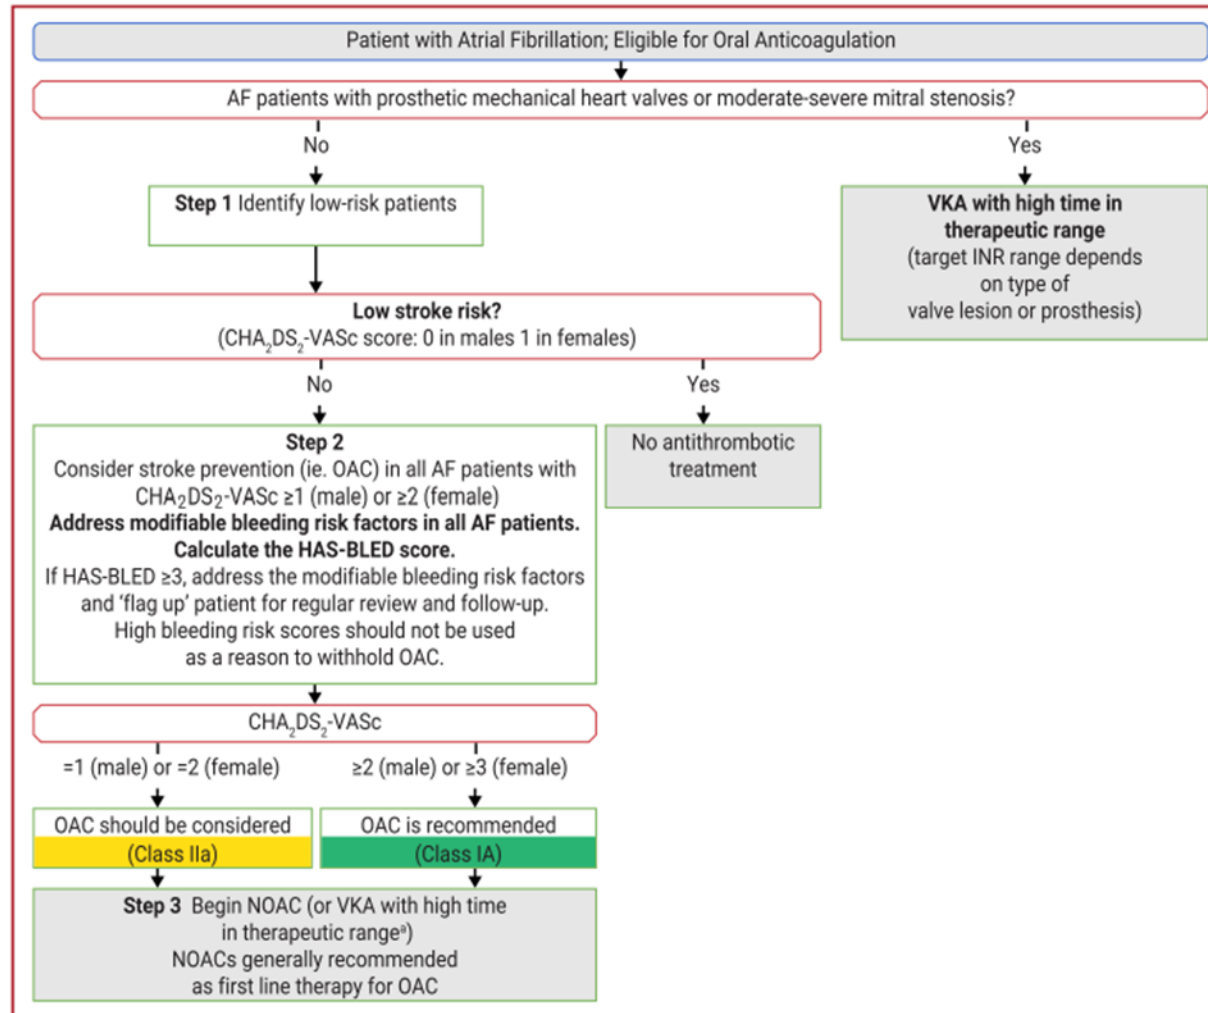 Patient with Atrial Fibrillation; Eligible for Oral Anticoagulation
AF patients with prosthetic mechanical heart valves or moderate-severe mitral stenosis?
No
Yes
Step 1 Identify low-risk patients
VKA with high time in
therapeutic range
(target INR range depends
on type of
valve lesion or prosthesis)
Low stroke risk?
(CHA₂DS₂-VASc score: 0 in males 1 in females)
No
Yes
Step 2
Consider stroke prevention (ie. OAC) in all AF patients with
CHA₂DS₂-VASc ≥1 (male) or ≥2 (female)
Address modifiable bleeding risk factors in all AF patients.
Calculate the HAS-BLED score.
If HAS-BLED ≥3, address the modifiable bleeding risk factors
and ‘flag up’ patient for regular review and follow-up.
High bleeding risk scores should not be used
as a reason to withhold OAC.
No antithrombotic
treatment
CHA₂DS₂-VASc
=1 (male) or =2 (female)
≥2 (male) or ≥3 (female)
OAC should be considered
(Class IIa)
OAC is recommended
(Class IA)
Step 3 Begin NOAC (or VKA with high time
in therapeutic rangeᵃ)
NOACs generally recommended
as first line therapy for OAC